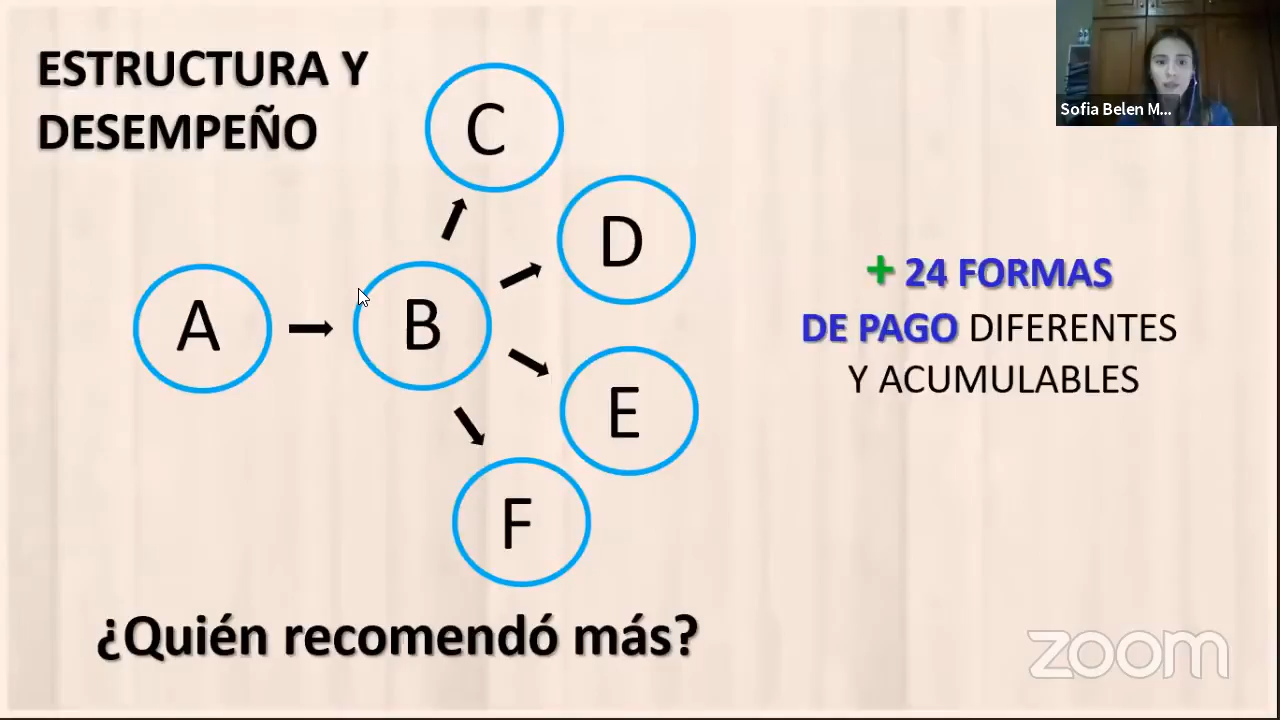 ESTRUCTURA Y
DESEMPEÑO
C
D
A
B
E
F
+ 24 FORMAS
DE PAGO DIFERENTES
Y ACUMULABLES
¿Quién recomendó más?
Sofia Belen M...
zoom